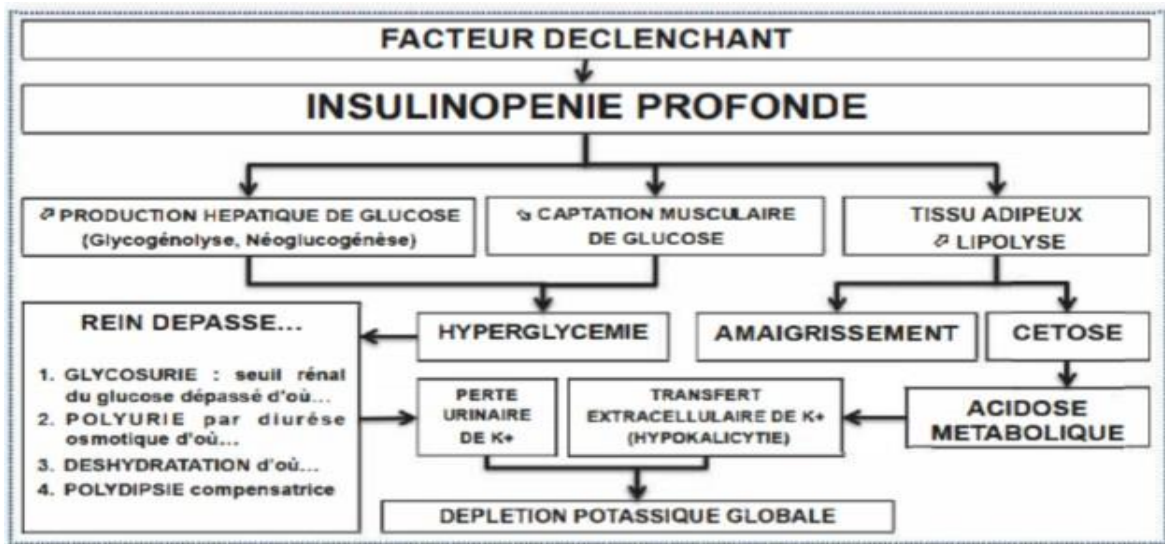 FACTEUR DECLENCHANT
INSULINOPENIE PROFONDE
⇗ PRODUCTION HEPATIQUE DE GLUCOSE
(Glycogénolyse, Néoglucogénèse)
⇘ CAPTATION MUSCULAIRE
DE GLUCOSE
TISSU ADIPEUX
⇗ LIPOLYSE
HYPERGLYCEMIE
AMAIGRISSEMENT
CETOSE
REIN DEPASSE...
1. GLYCOSURIE : seuil rénal
du glucose dépassé d'où...
2. POLYURIE par diurése
osmotique d'où...
3. DESHYDRATATION d'où...
4. POLYDIPSIE compensatrice
PERTE
URINAIRE
DE K+
TRANSFERT
EXTRACELLULAIRE DE K+
(HYPOKALICYTIE)
ACIDOSE
METABOLIQUE
DEPLETION POTASSIQUE GLOBALE